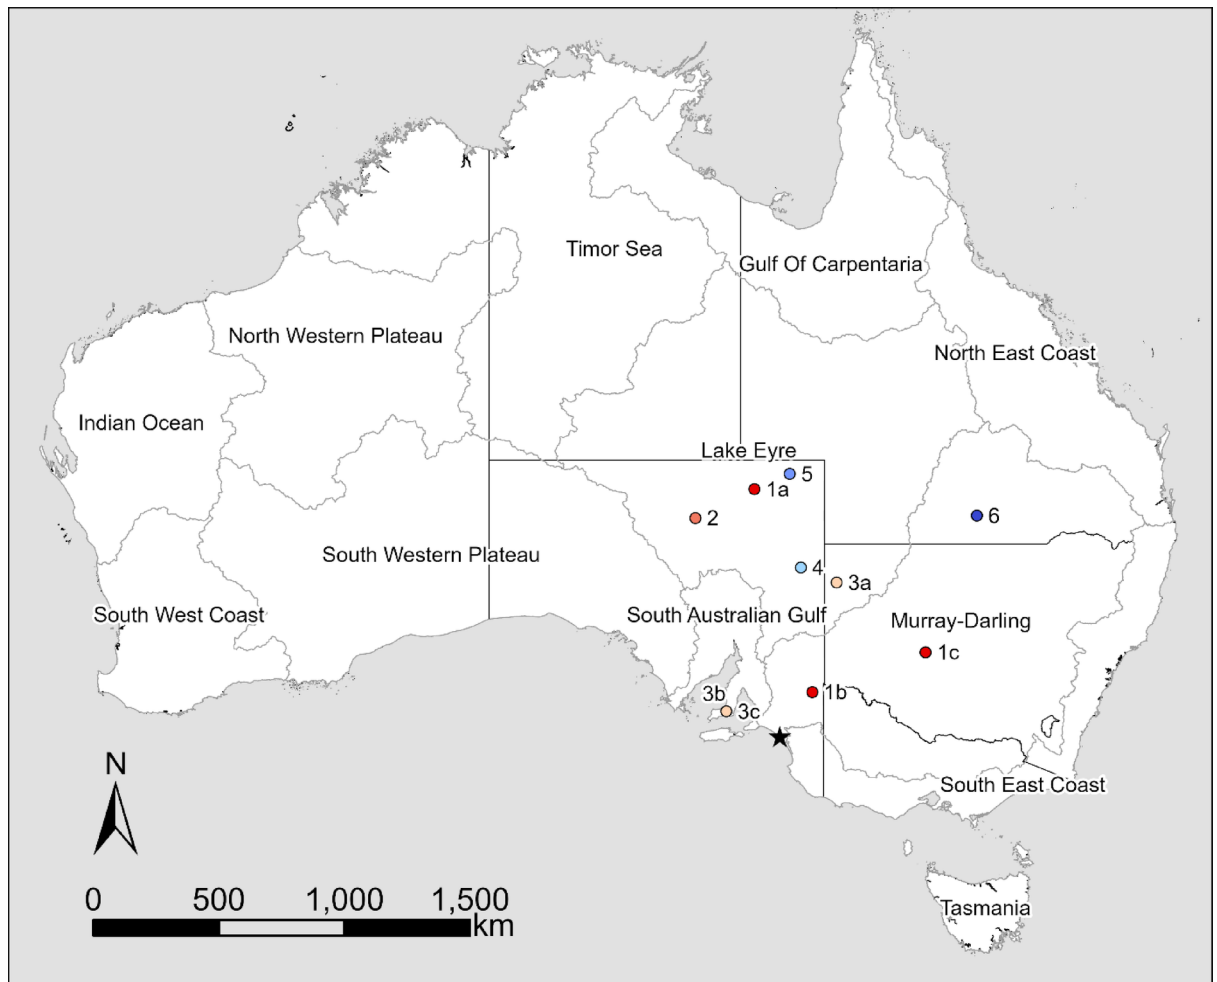 Timor Sea
Gulf Of Carpentaria
North Western Plateau
North East Coast
Indian Ocean
Lake Eyre
5
1a
2
6
South Western Plateau
4
3a
South West Coast
South Australian Gulf
Murray-Darling
1c
3b
1b
3c
N
South East Coast
0 500 1,000 1,500
km
Tasmania